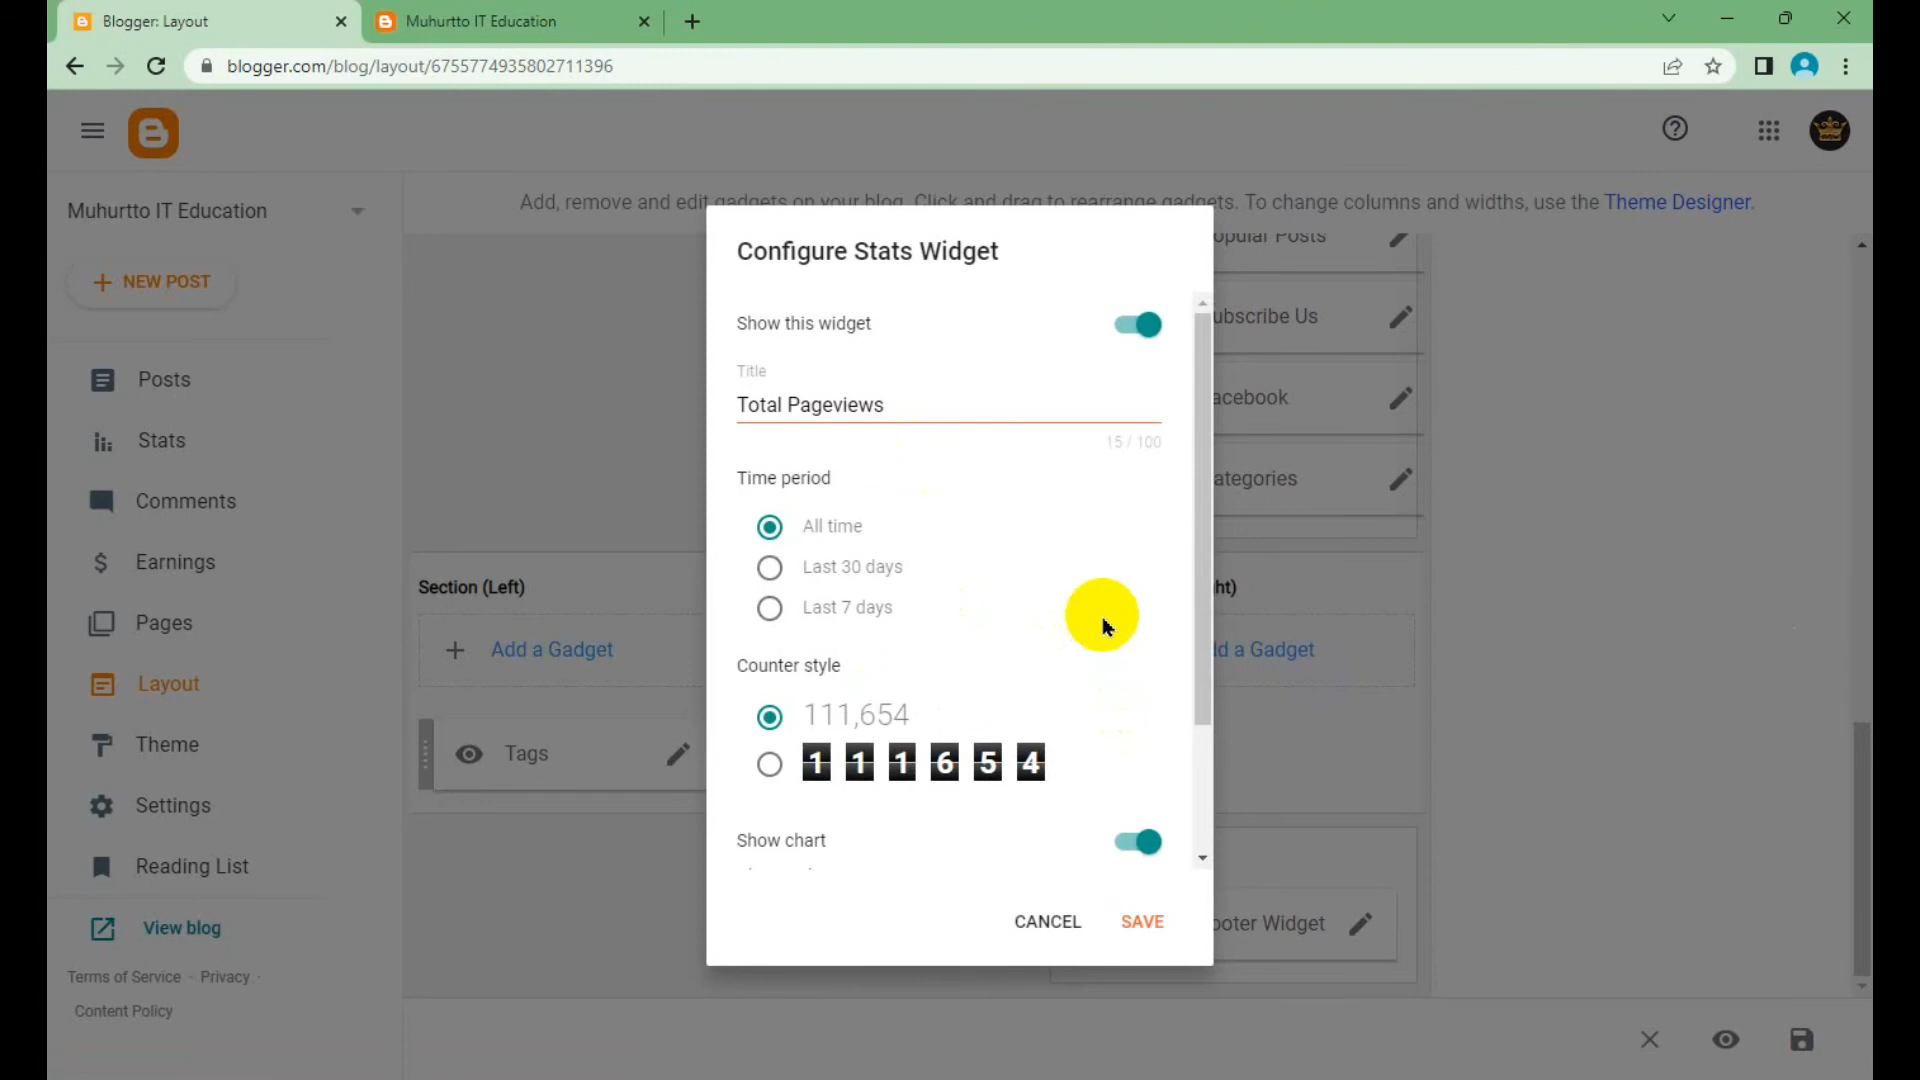 Blogger: Layout
Muhurtto IT Education
blogger.com/blog/layout/6755774935802711396
Muhurtto IT Education
NEW POST
Posts
Stats
Comments
Earnings
Pages
Layout
Theme
Settings
Reading List
View blog
Terms of Service · Privacy ·
Content Policy
Add, remove and edit gadgets on your blog. Click and drag to rearrange gadgets. To change columns and widths, use the Theme Designer.
opular Posts
ubscribe Us
acebook
ategories
Section (Left)
ht)
Add a Gadget
d a Gadget
Tags
ooter Widget
Configure Stats Widget
Show this widget
Title
Total Pageviews
15 / 100
Time period
All time
Last 30 days
Last 7 days
Counter style
111,654
1 1 1 6 5 4
Show chart
CANCEL
SAVE